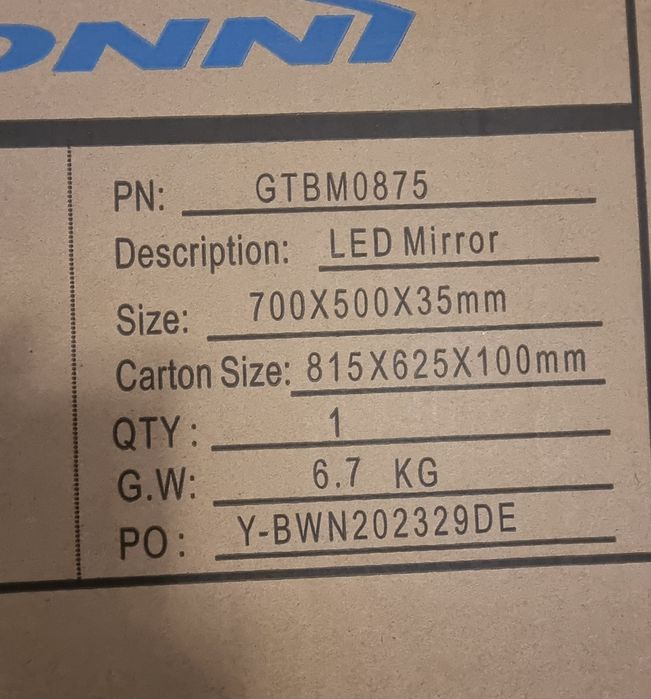 PN: GTBM0875
Description: LED Mirror
Size: 700X500X35mm
Carton Size: 815X625X100mm
QTY: 1
G.W: 6.7 KG
PO: Y-BWN202329DE